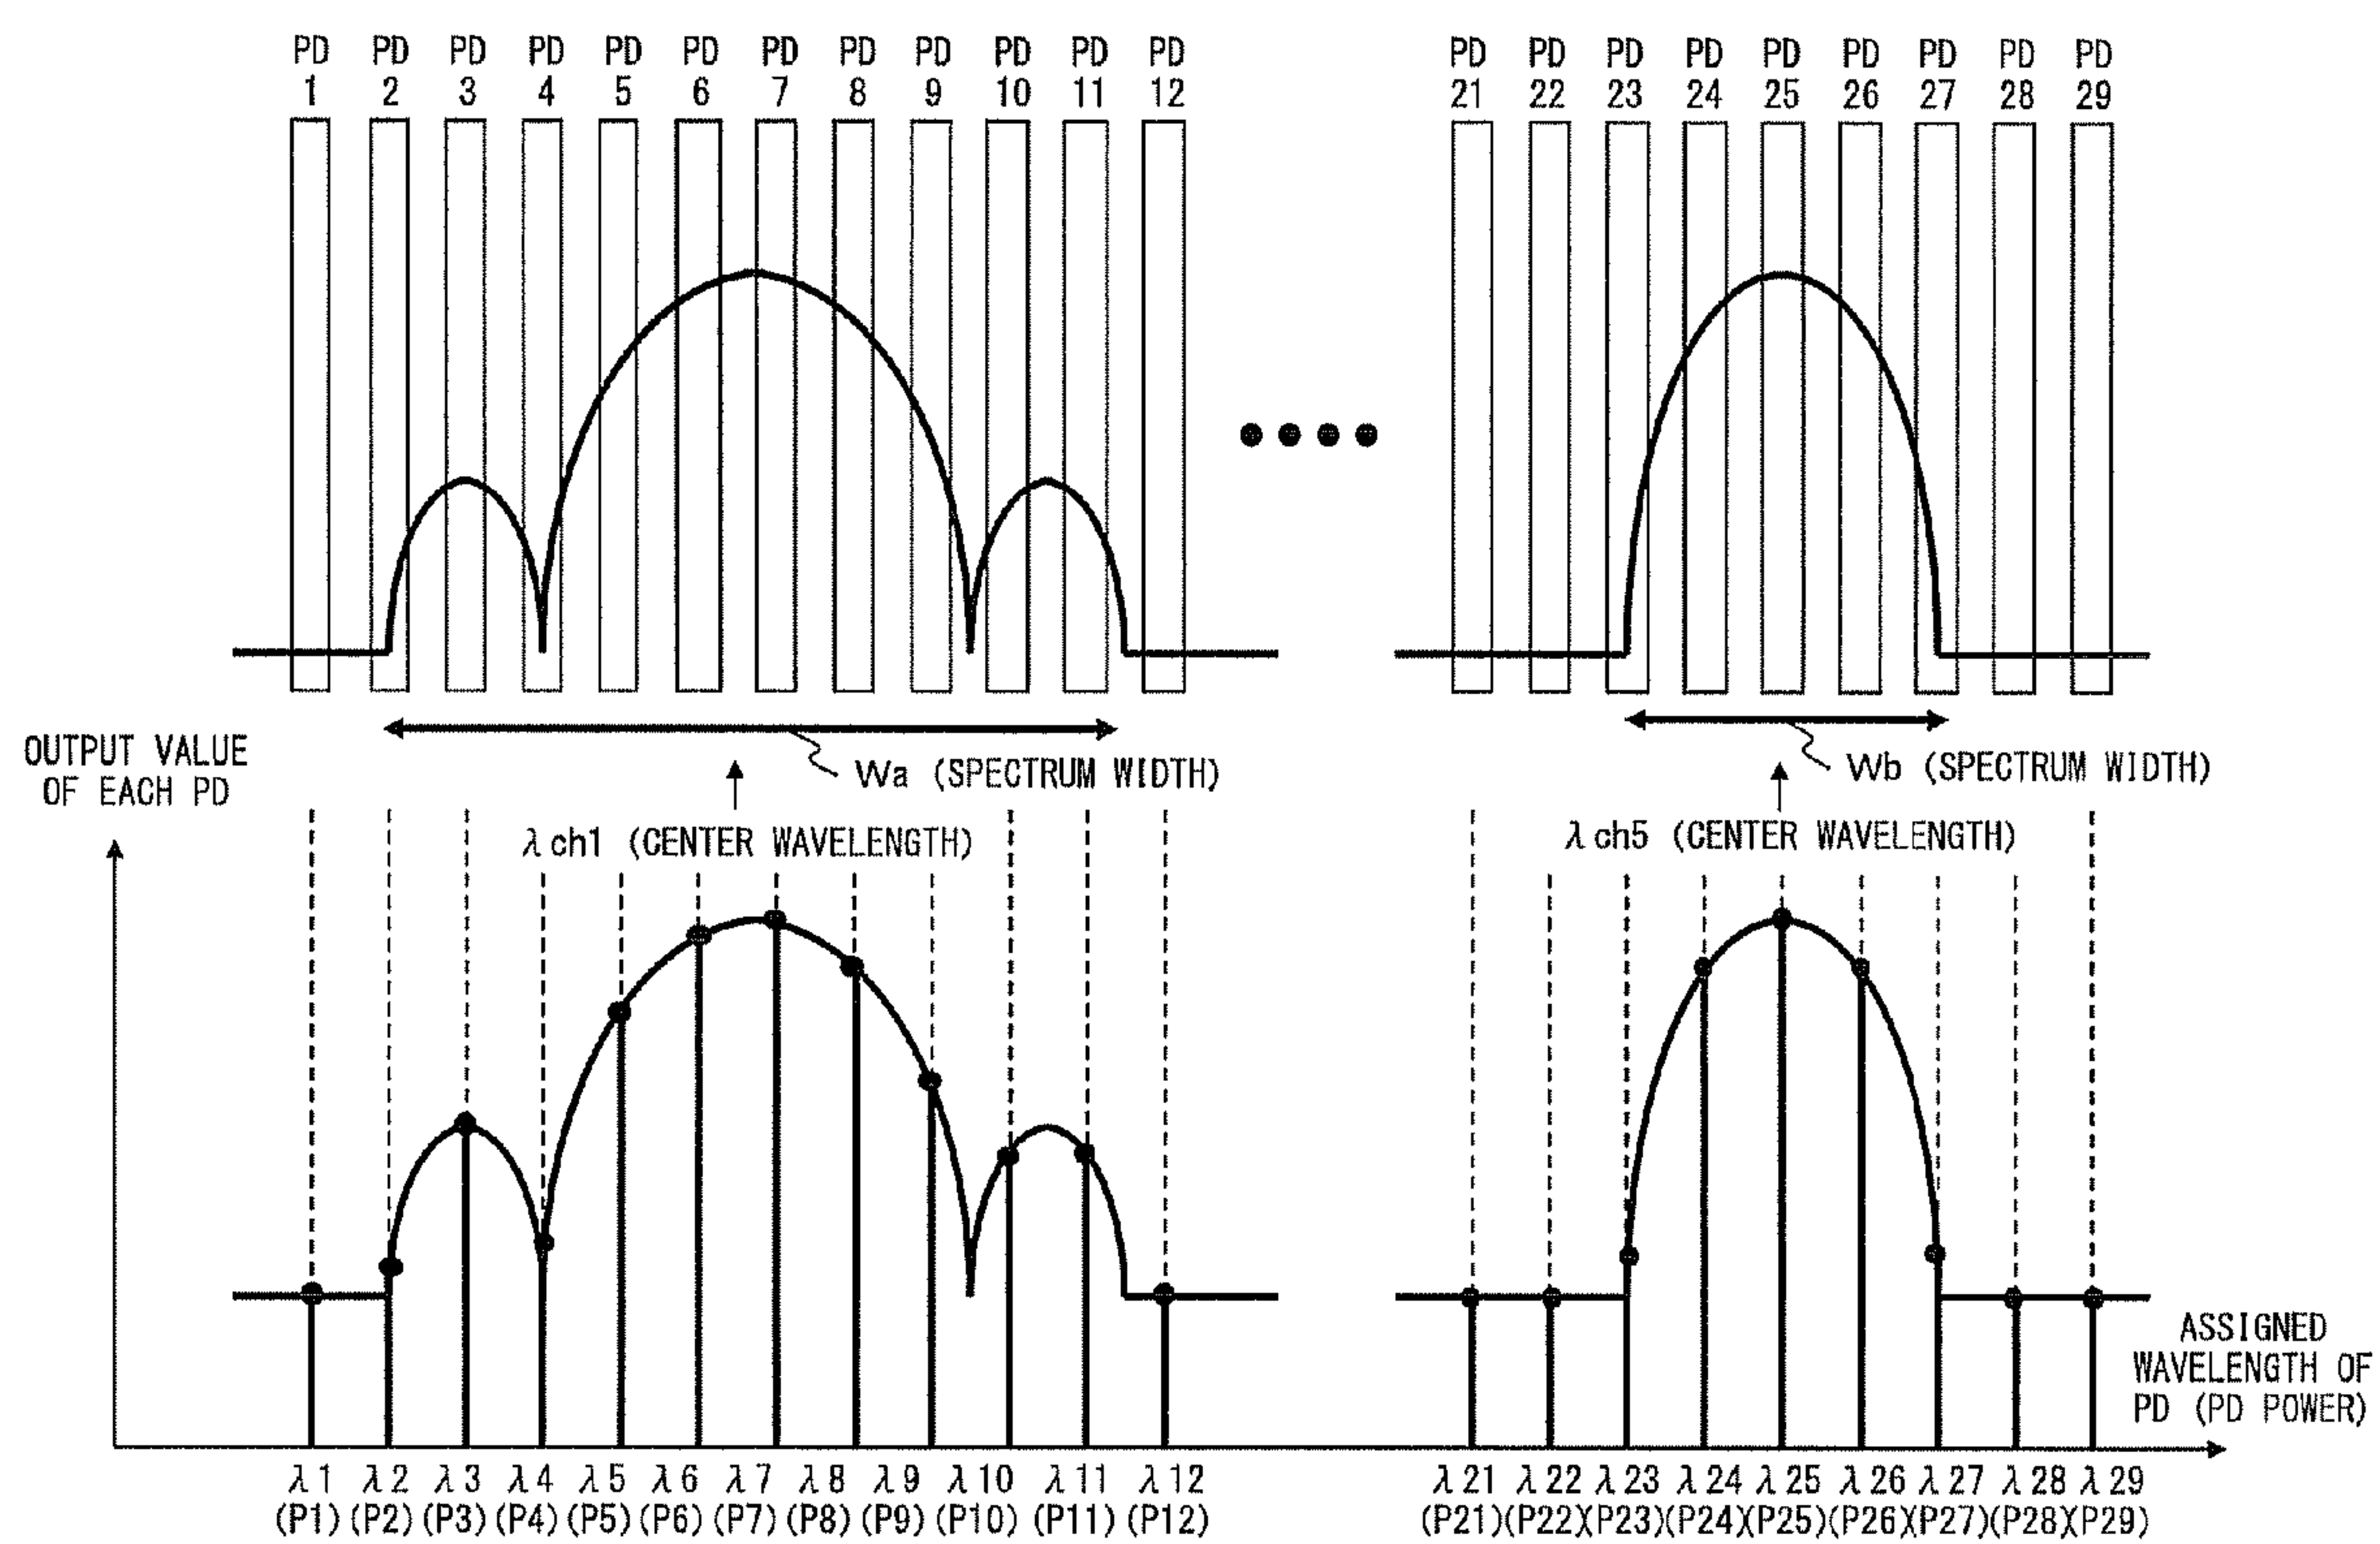 PD PD PD PD PD PD PD PD PD PD PD PD PD PD PD PD PD PD PD PD PD
1 2 3 4 5 6 7 8 9 10 11 12 21 22 23 24 25 26 27 28 29
OUTPUT VALUE
OF EACH PD
Wa (SPECTRUM WIDTH)
Wb (SPECTRUM WIDTH)
λch1 (CENTER WAVELENGTH)
λch5 (CENTER WAVELENGTH)
ASSIGNED
WAVELENGTH OF
PD (PD POWER)
λ1 λ2 λ3 λ4 λ5 λ6 λ7 λ8 λ9 λ10 λ11 λ12 λ21 λ22 λ23 λ24 λ25 λ26 λ27 λ28 λ29
(P1) (P2) (P3) (P4) (P5) (P6) (P7) (P8) (P9) (P10) (P11) (P12) (P21)(P22)(P23)(P24)(P25)(P26)(P27)(P28)(P29)